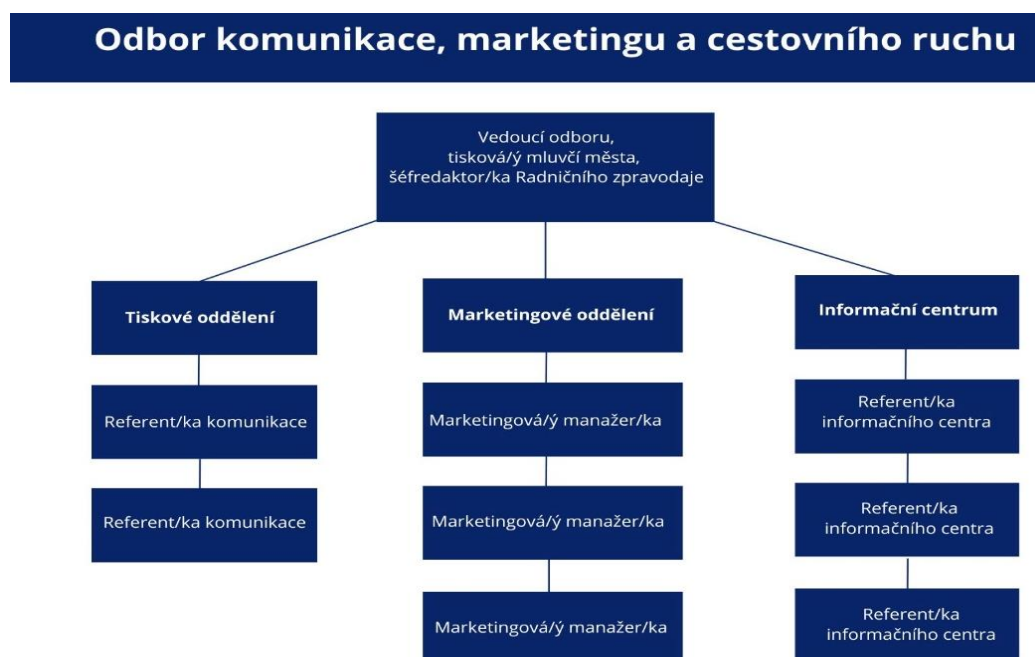 Odbor komunikace, marketingu a cestovního ruchu
Vedoucí odboru,
tisková/ý mluvčí města,
šéfredaktor/ka Radničního zpravodaje
Tiskové oddělení
Referent/ka komunikace
Referent/ka komunikace
Marketingové oddělení
Marketingová/ý manažer/ka
Marketingová/ý manažer/ka
Marketingová/ý manažer/ka
Informační centrum
Referent/ka
informačního centra
Referent/ka
informačního centra
Referent/ka
informačního centra